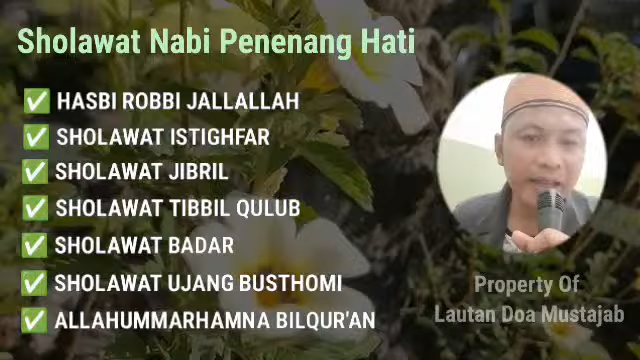 Sholawat Nabi Penenang Hati
✅ HASBI ROBBI JALLALLAH
✅ SHOLAWAT ISTIGHFAR
✅ SHOLAWAT JIBRIL
✅ SHOLAWAT TIBBIL QULUB
✅ SHOLAWAT BADAR
✅ SHOLAWAT UJANG BUSTHOMI
✅ ALLAHUMMARHAMNA BILQUR'AN
Property Of
Lautan Doa Mustajab